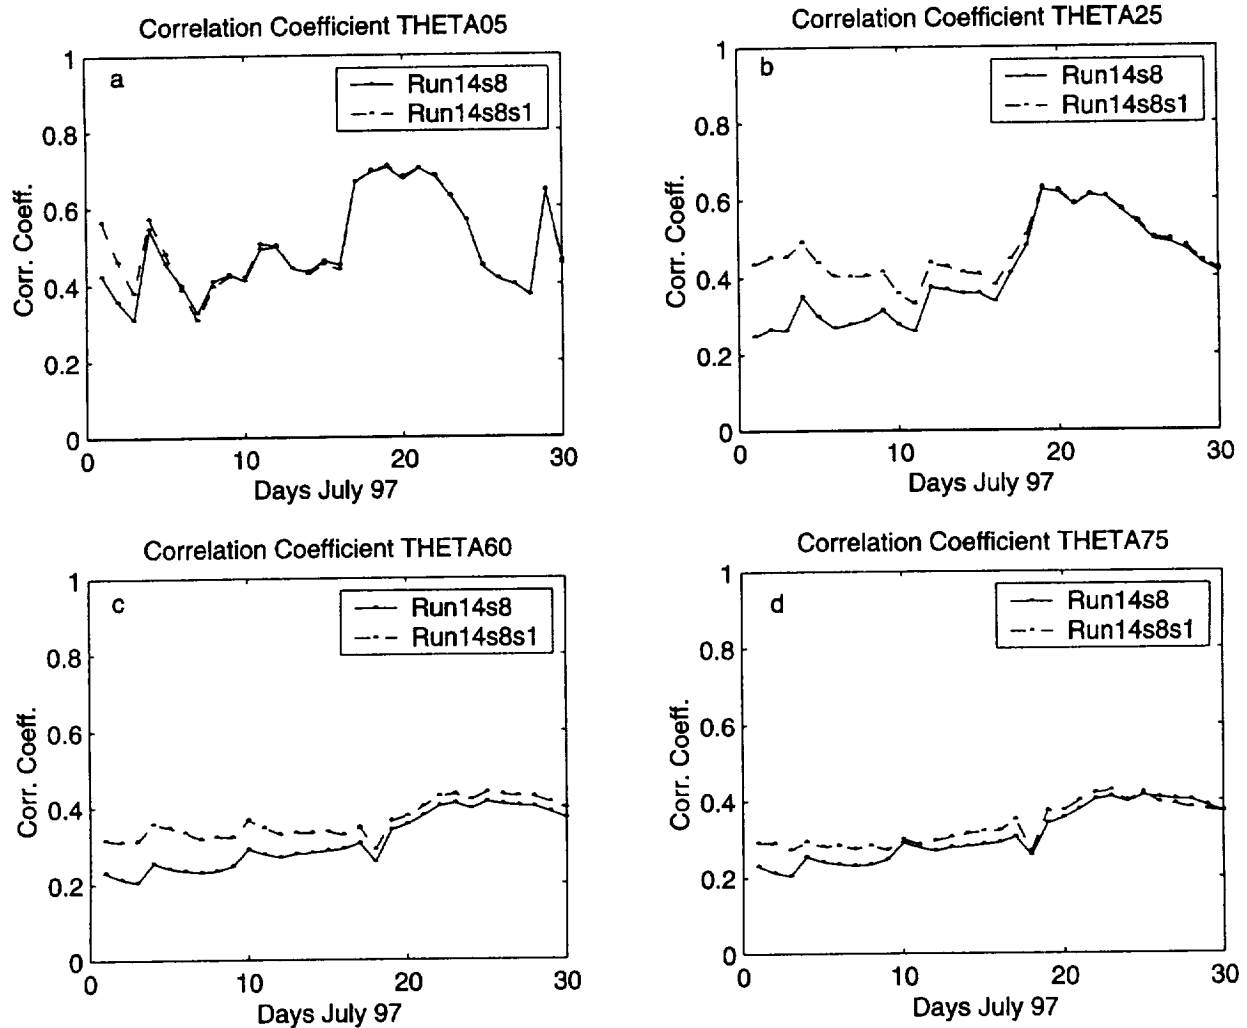 Correlation Coefficient THETA05
1
0.8
0.6
0.4
0.2
0
Corr. Coeff.
a
Run14s8
Run14s8s1
0 10 20 30
Days July 97
Correlation Coefficient THETA25
1
0.8
0.6
0.4
0.2
0
Corr. Coeff.
b
Run14s8
Run14s8s1
0 10 20 30
Days July 97
Correlation Coefficient THETA60
1
0.8
0.6
0.4
0.2
0
Corr. Coeff.
c
Run14s8
Run14s8s1
0 10 20 30
Days July 97
Correlation Coefficient THETA75
1
0.8
0.6
0.4
0.2
0
Corr. Coeff.
d
Run14s8
Run14s8s1
0 10 20 30
Days July 97